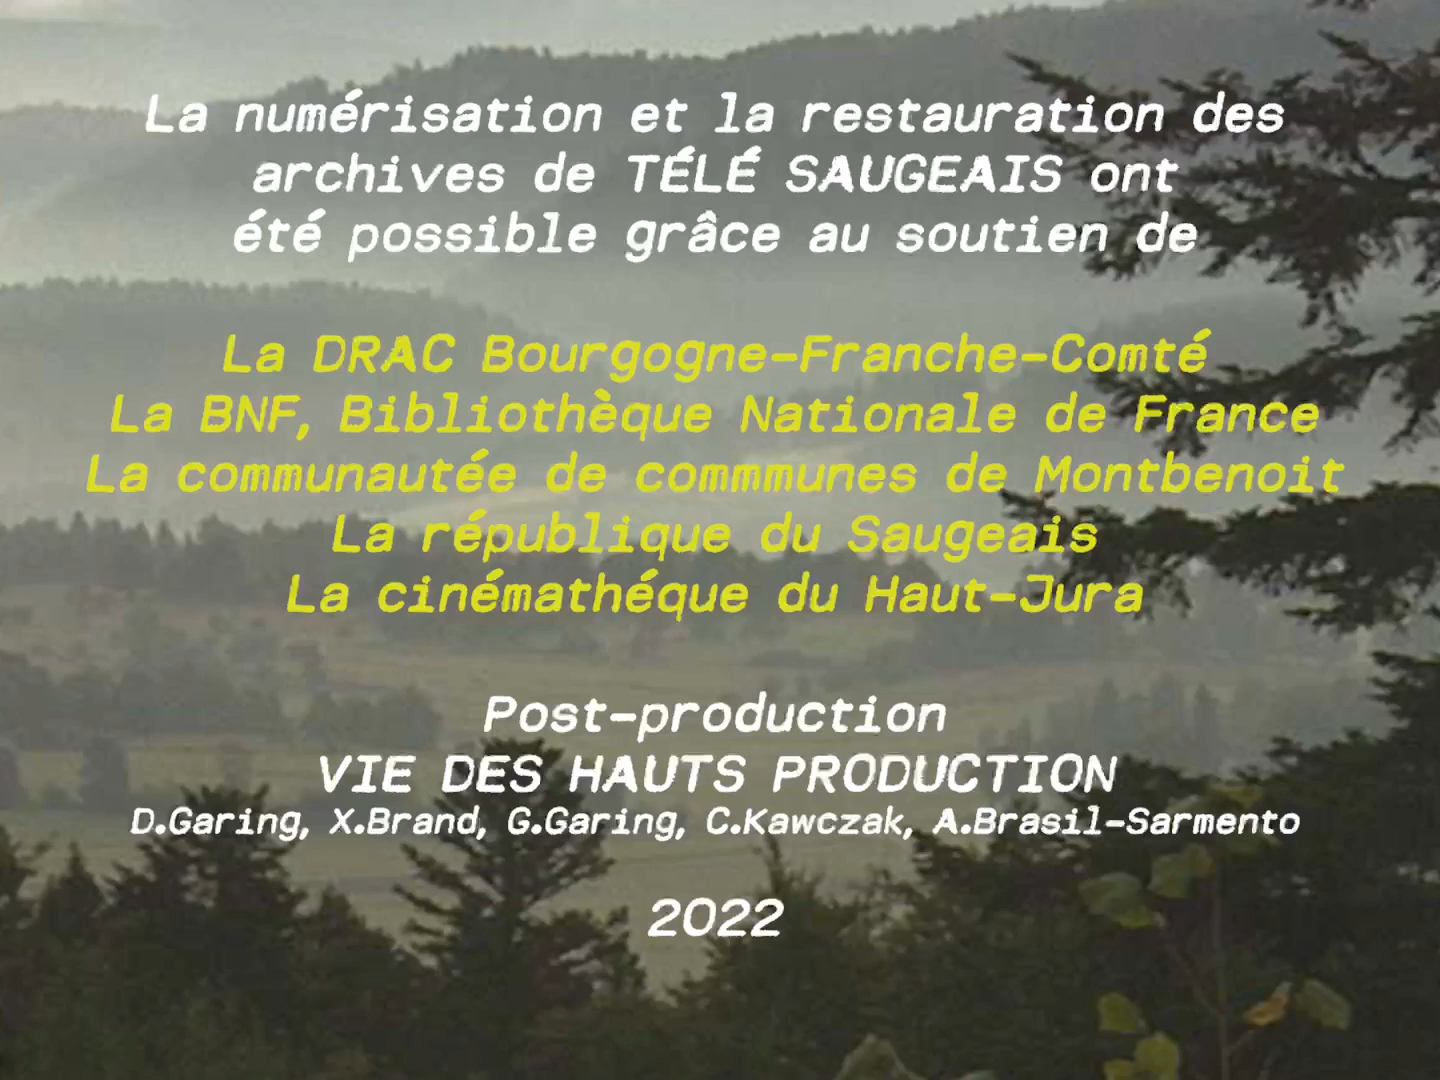 La numérisation et la restauration des
archives de TÉLÉ SAUGEAIS ont
été possible grâce au soutien de
La DRAC Bourgogne-Franche-Comté
La BNF, Bibliothèque Nationale de France
La communautée de commmunes de Montbenoit
La république du Saugeais
La cinémathéque du Haut-Jura
Post-production
VIE DES HAUTS PRODUCTION
D.Garing, X.Brand, G.Garing, C.Kawczak, A.Brasil-Sarmento
2022